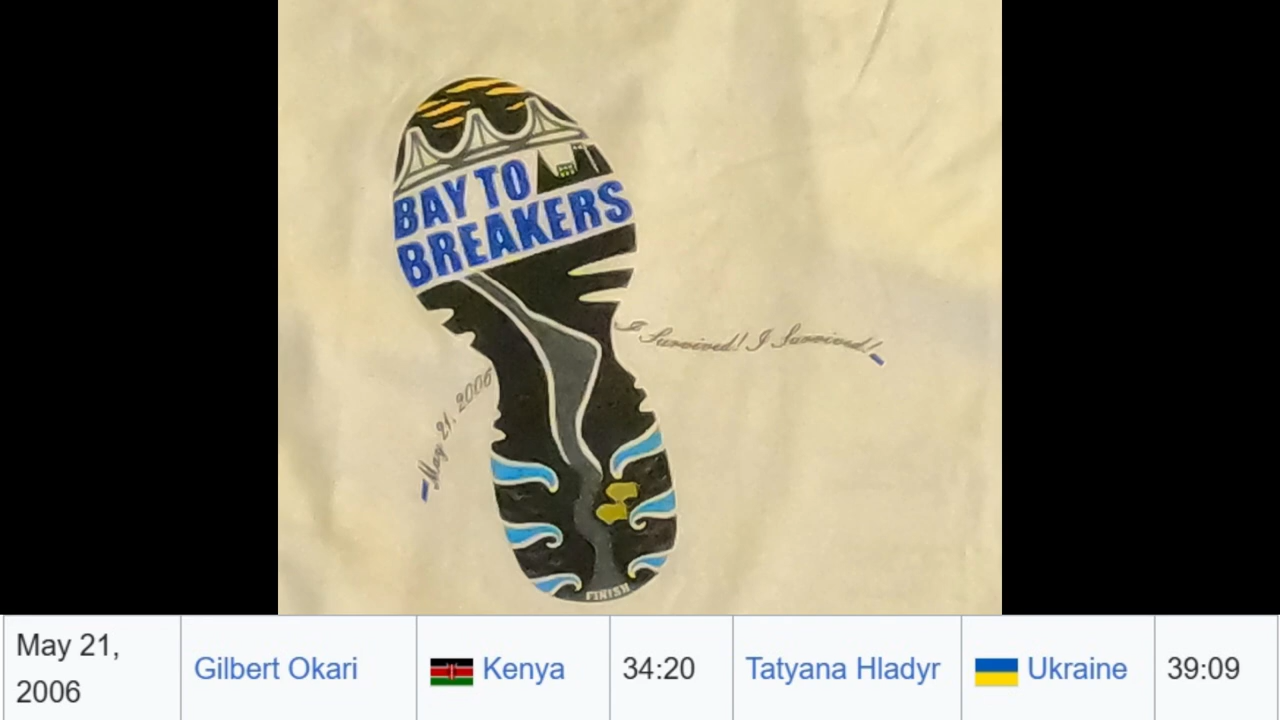 BAY TO
BREAKERS
I Survived! I Survived!
May 21, 2006
FINISH
May 21,
2006
Gilbert Okari
Kenya
34:20
Tatyana Hladyr
Ukraine
39:09